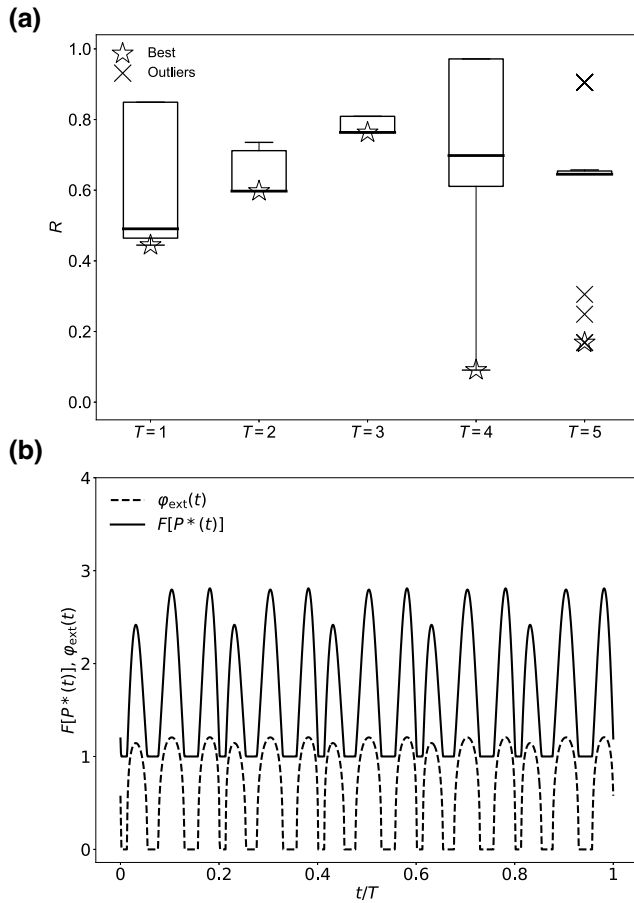 (a)
Best
Outliers
1.0
0.8
0.6
0.4
0.2
0.0
R
T = 1
T = 2
T = 3
T = 4
T = 5
(b)
φext(t)
F[P*(t)]
4
3
2
1
0
F[P*(t)], φext(t)
0
0.2
0.4
0.6
0.8
1
t/T